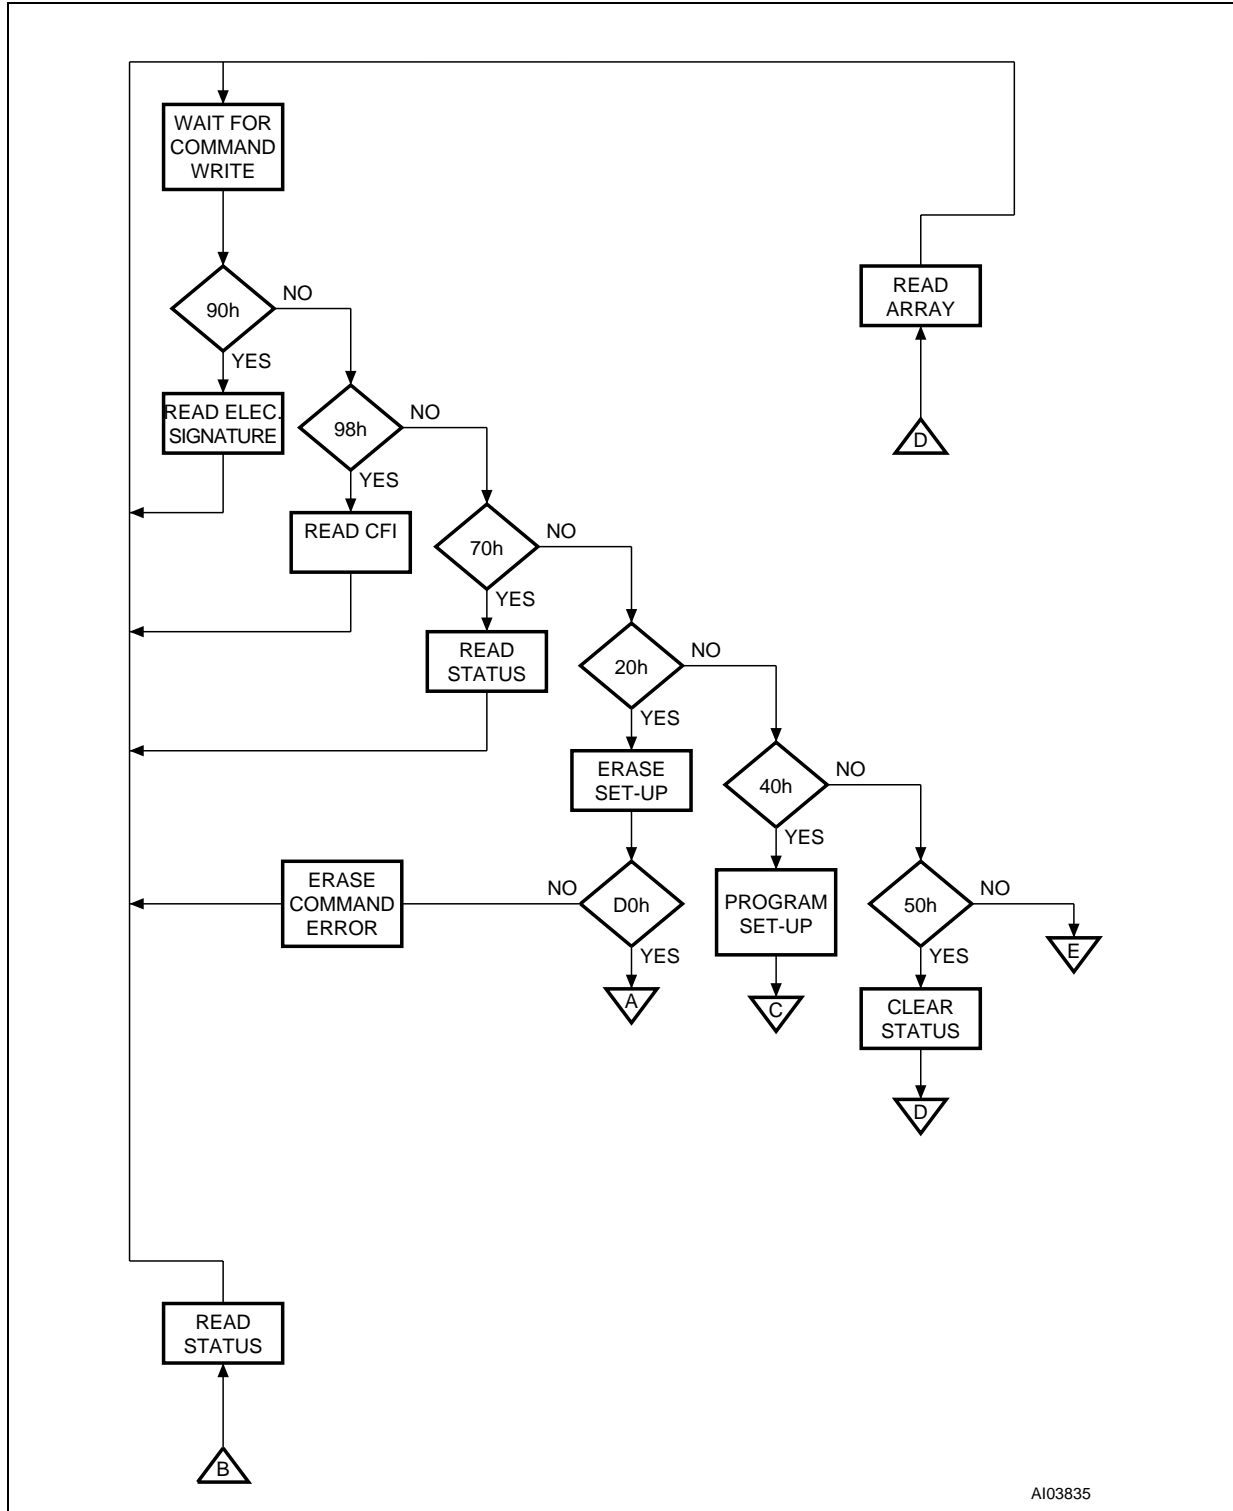 WAIT FOR
COMMAND
WRITE
90h
NO
YES
READ
ARRAY
READ ELEC.
SIGNATURE
98h
NO
YES
D
READ CFI
70h
NO
YES
READ
STATUS
20h
NO
YES
ERASE
SET-UP
40h
NO
YES
ERASE
COMMAND
ERROR
NO
D0h
YES
PROGRAM
SET-UP
50h
NO
YES
E
A
C
CLEAR
STATUS
D
READ
STATUS
B
AI03835